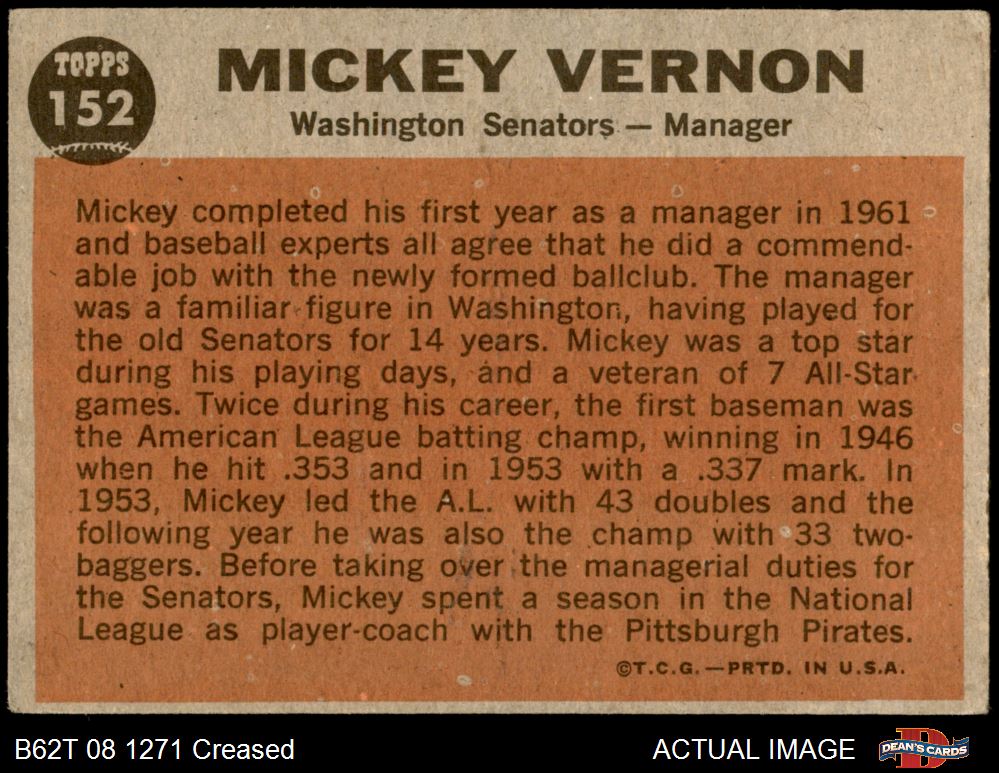 TOPPS
152
MICKEY VERNON
Washington Senators — Manager
Mickey completed his first year as a manager in 1961
and baseball experts all agree that he did a commend-
able job with the newly formed ballclub. The manager
was a familiar figure in Washington, having played for
the old Senators for 14 years. Mickey was a top star
during his playing days, and a veteran of 7 All-Star
games. Twice during his career, the first baseman was
the American League batting champ, winning in 1946
when he hit .353 and in 1953 with a .337 mark. In
1953, Mickey led the A.L. with 43 doubles and the
following year he was also the champ with 33 two-
baggers. Before taking over the managerial duties for
the Senators, Mickey spent a season in the National
League as player-coach with the Pittsburgh Pirates.
©T.C.G.—PRTD. IN U.S.A.
B62T 08 1271 Creased
ACTUAL IMAGE
D
DEAN'S CARDS